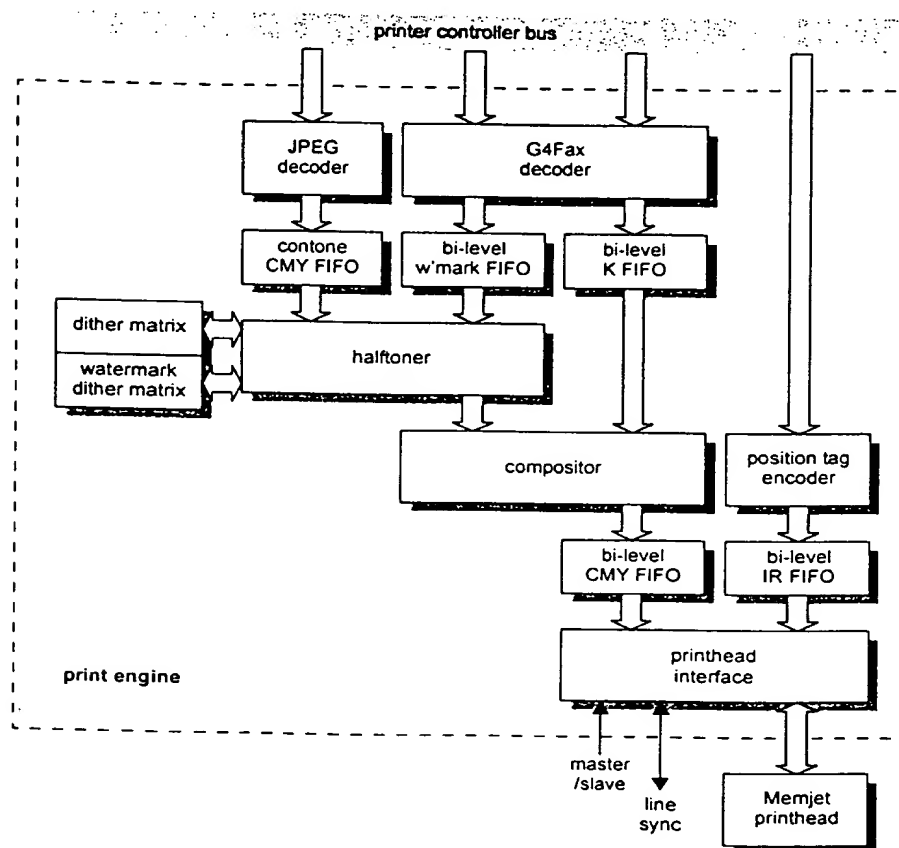 printer controller bus
JPEG
decoder
G4Fax
decoder
contone
CMY FIFO
bi-level
w'mark FIFO
bi-level
K FIFO
dither matrix
watermark
dither matrix
halftoner
compositor
position tag
encoder
bi-level
CMY FIFO
bi-level
IR FIFO
printhead
interface
print engine
master
/slave
line
sync
Memjet
printhead